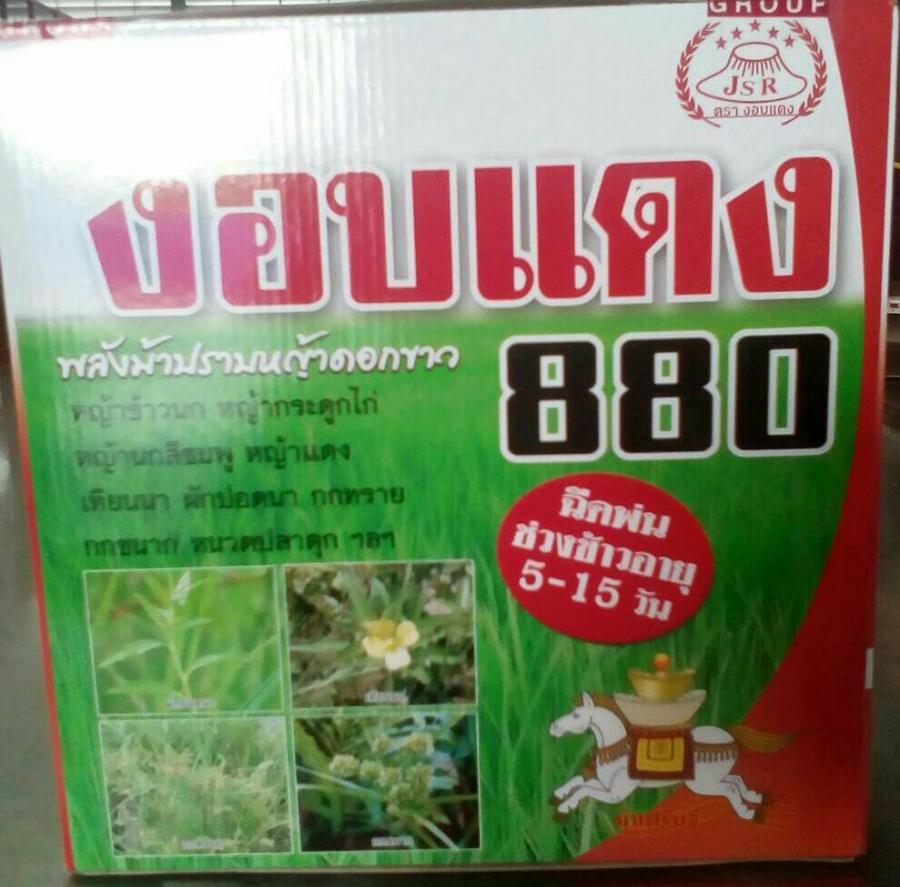 GROUP
JSR
ตรา งอบแดง
งอบแดง
880
พลังม้าปราบหญ้าดอกขาว
หญ้าข้าวนก หญ้ากระดูกไก่
หญ้านกสีชมพู หญ้าแดง
เทียนนา ผักปอดนา กกทราย
กกขนาก หนวดปลาดุก ฯลฯ
ฉีดพ่น
ช่วงข้าวอายุ
5-15 วัน